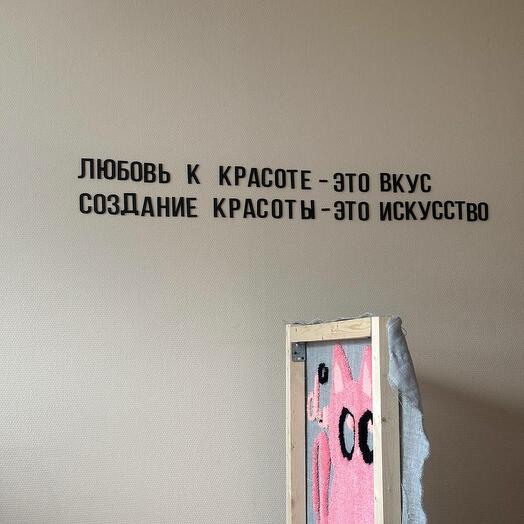 ЛЮБОВЬ К КРАСОТЕ - ЭТО ВКУС
СОЗДАНИЕ КРАСОТЫ - ЭТО ИСКУССТВО